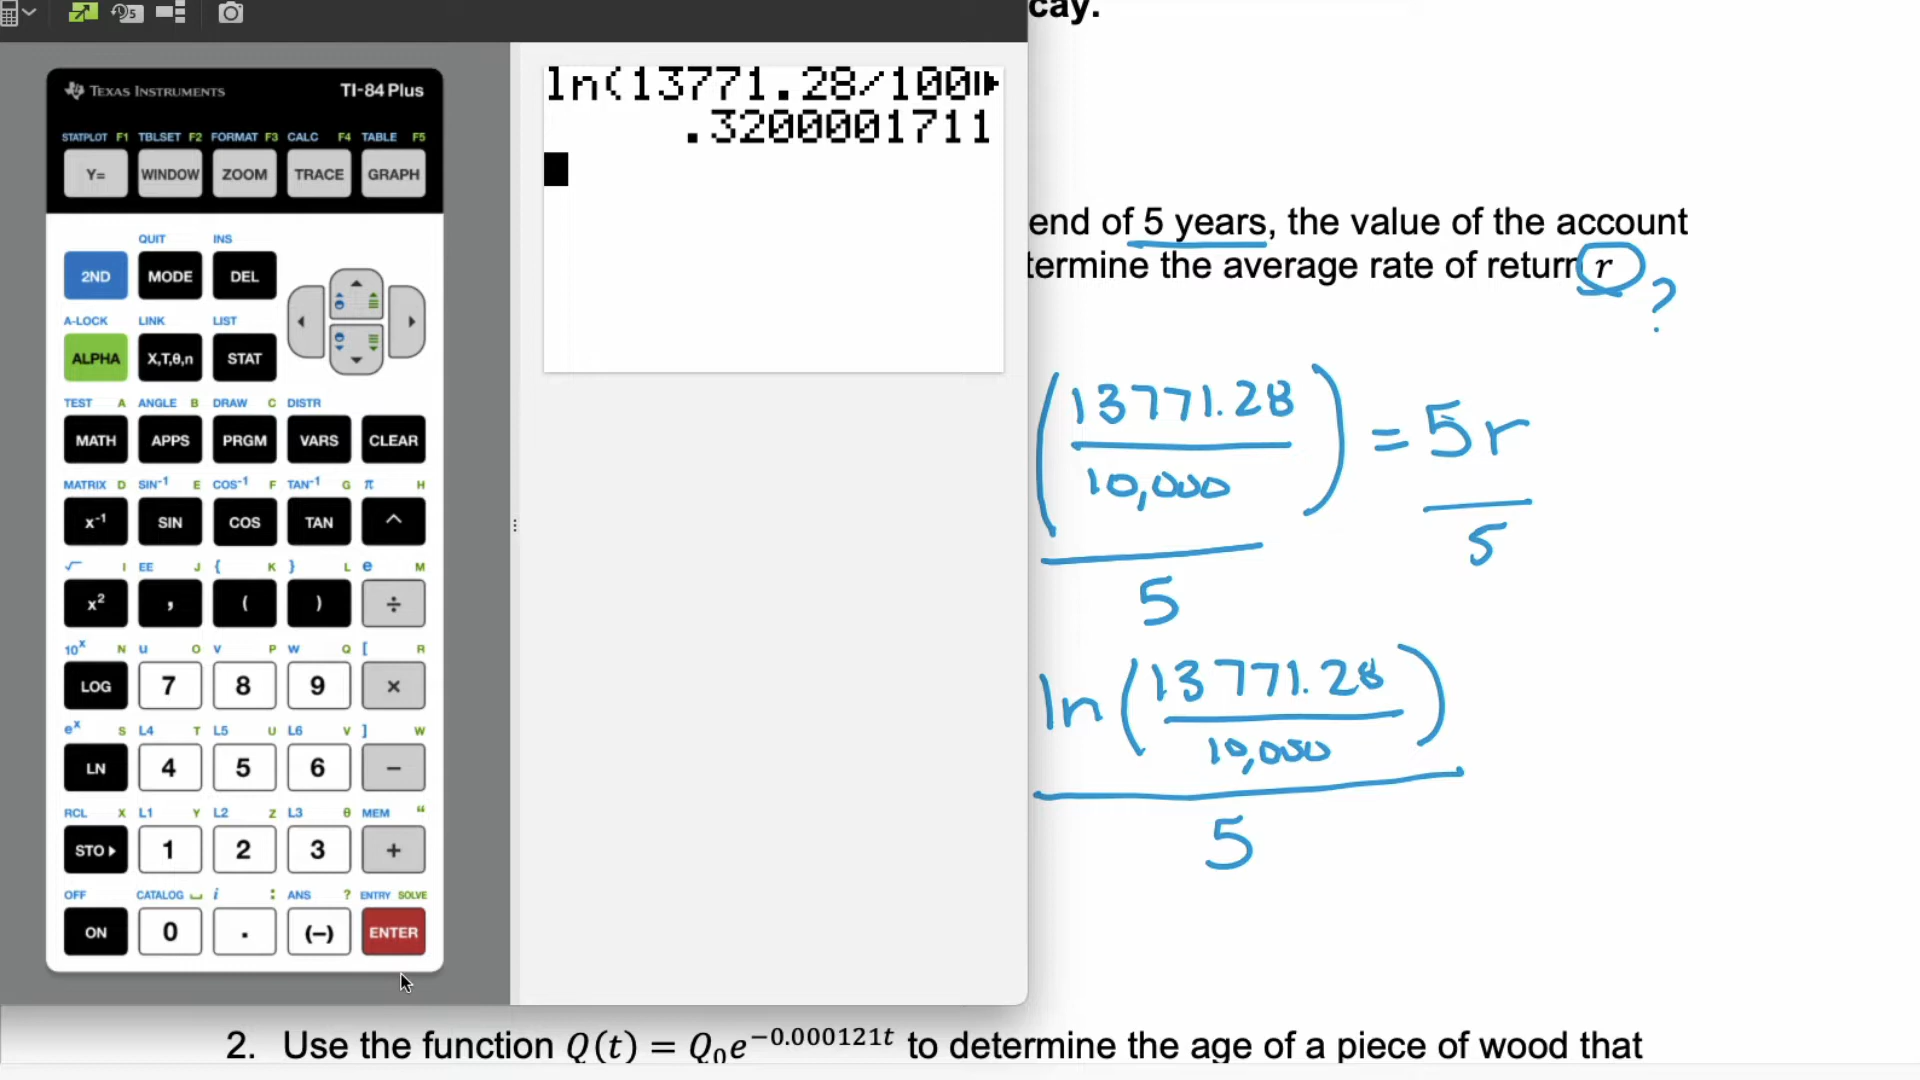 cay.
TEXAS INSTRUMENTS TI-84 Plus
STATPLOT F1 TBLSET F2 FORMAT F3 CALC F4 TABLE F5
Y= WINDOW ZOOM TRACE GRAPH
QUIT INS
2ND MODE DEL
A-LOCK LINK LIST
ALPHA X,T,θ,n STAT
TEST A ANGLE B DRAW C DISTR
MATH APPS PRGM VARS CLEAR
MATRIX D SIN⁻¹ E COS⁻¹ F TAN⁻¹ G π H
x⁻¹ SIN COS TAN ^
√ I EE J { K } L e M
x² , ( ) ÷
10ˣ N u O v P w Q [ R
LOG 7 8 9 ×
eˣ S L4 T L5 U L6 V ] W
LN 4 5 6 −
RCL X L1 Y L2 Z L3 θ MEM “
STO▸ 1 2 3 +
OFF CATALOG ␣ i : ANS ? ENTRY SOLVE
ON 0 . (−) ENTER
ln(13771.28/100
.3200001711
end of 5 years, the value of the account
termine the average rate of return r ?
(13771.28/10,000) = 5r
5 5
ln(13771.28/10,000)
5
2. Use the function Q(t) = Q₀e^−0.000121t to determine the age of a piece of wood that